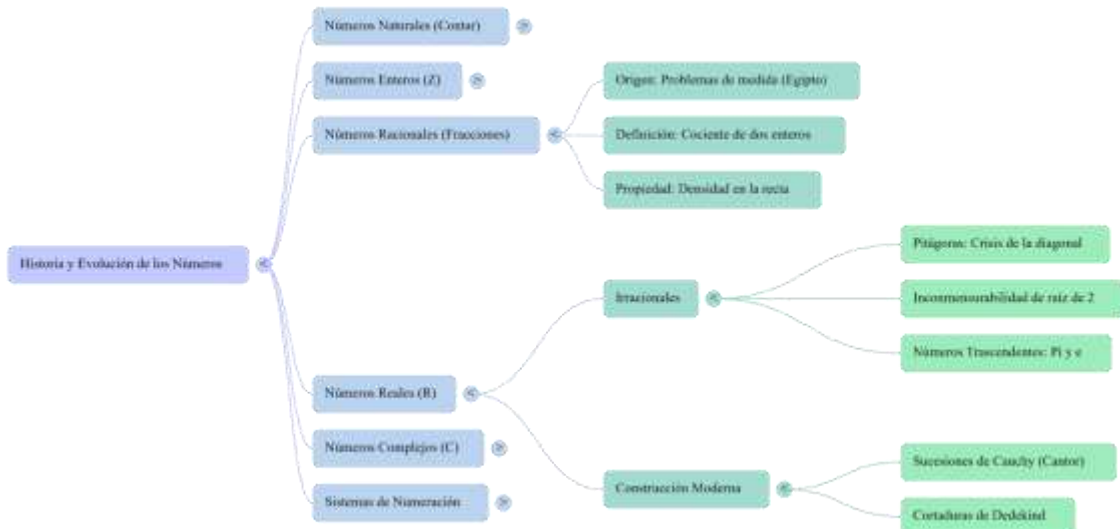 Números Naturales (Contar)
Números Enteros (Z)
Origen: Problemas de medida (Egipto)
Números Racionales (Fracciones)
Definición: Cociente de dos enteros
Propiedad: Densidad en la recta
Historia y Evolución de los Números
Pitágoras: Crisis de la diagonal
Irracionales
Inconmensurabilidad de raíz de 2
Números Trascendentes: Pi y e
Números Reales (R)
Números Complejos (C)
Sucesiones de Cauchy (Cantor)
Construcción Moderna
Sistemas de Numeración
Cortaduras de Dedekind